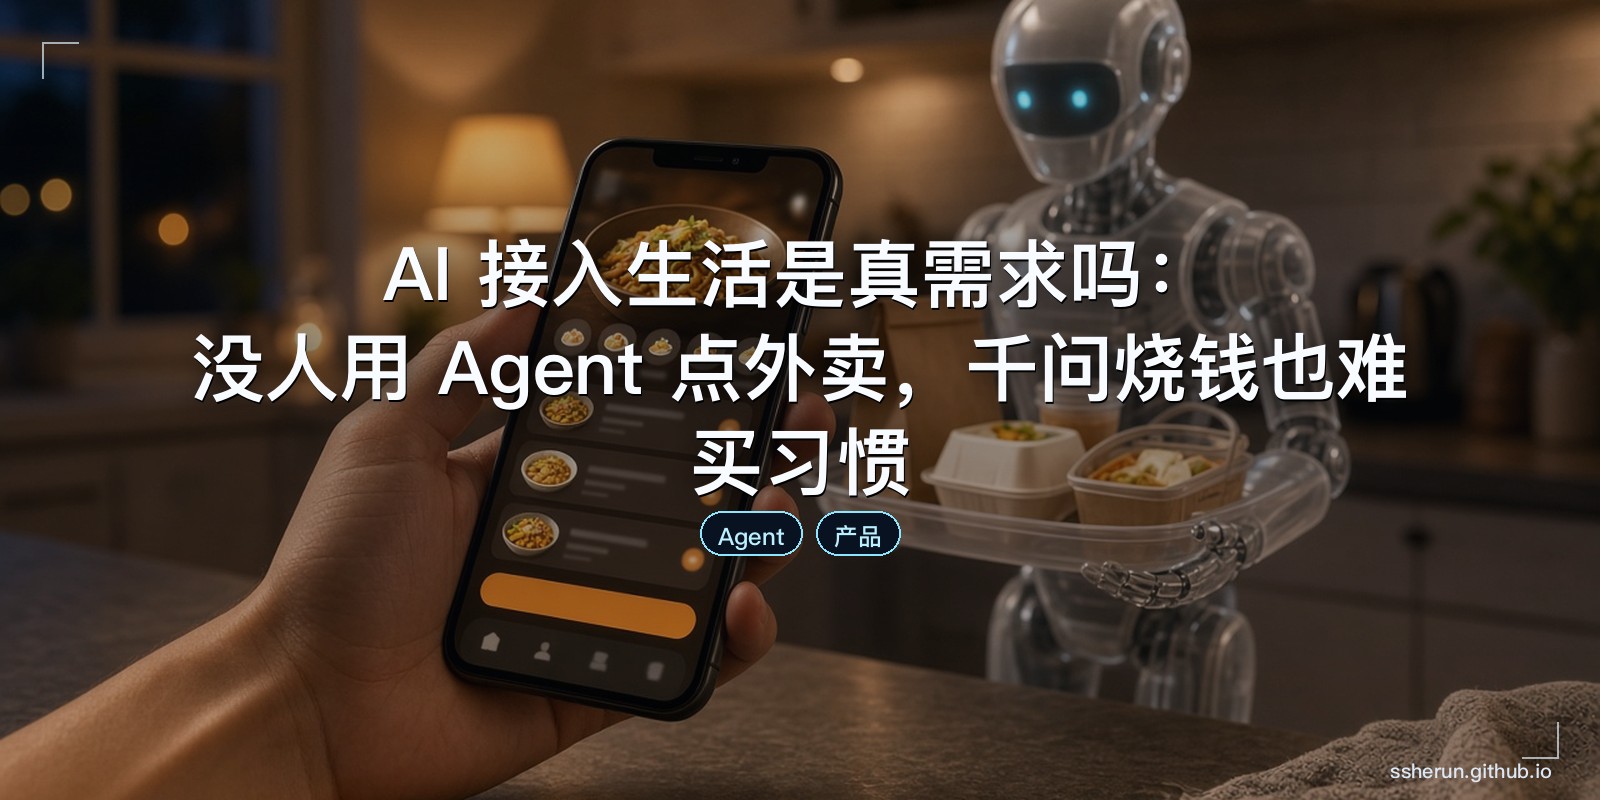 AI 接入生活是真需求吗：
没人用 Agent 点外卖，千问烧钱也难
买习惯
Agent 产品
ssherun.github.io